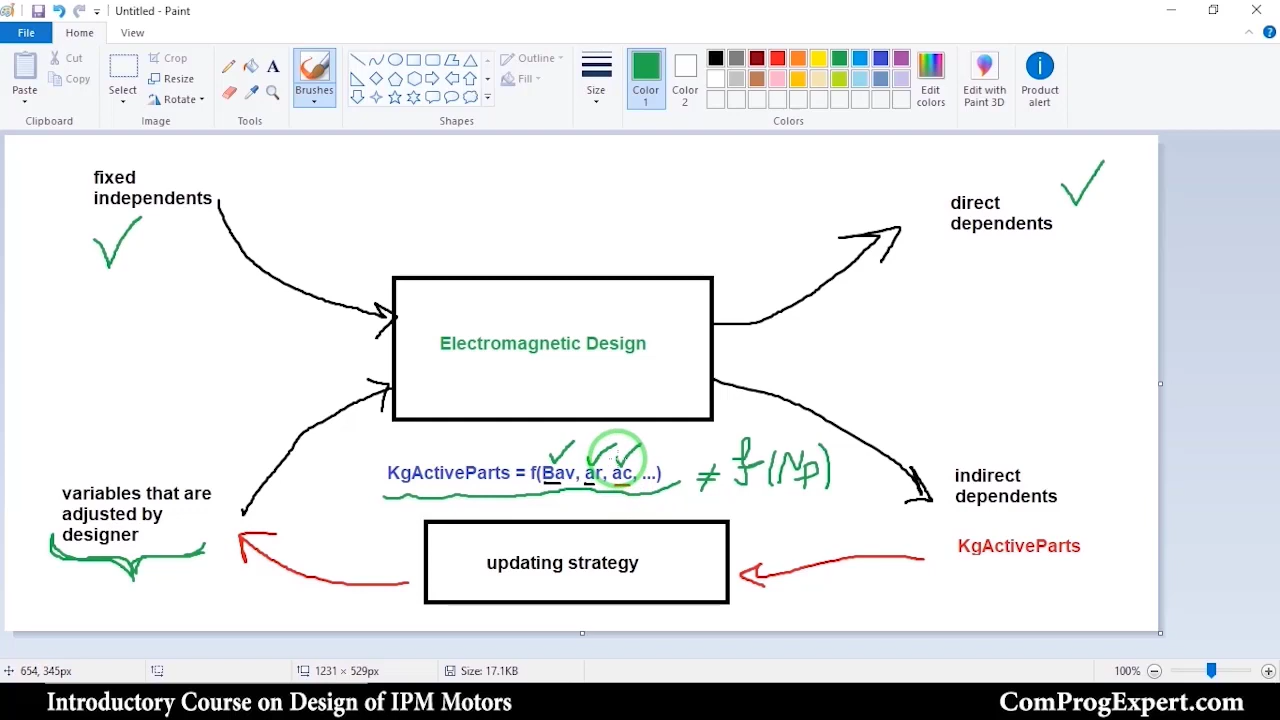 Untitled - Paint
File
Home
View
Paste
Cut
Copy
Clipboard
Select
Crop
Resize
Rotate
Image
A
Tools
Brushes
Outline
Fill
Shapes
Size
Color
1
Color
2
Edit
colors
Colors
Edit with
Paint 3D
Product
alert
fixed
independents
direct
dependents
Electromagnetic Design
KgActiveParts = f(Bav, ar, ac, ...) ≠ f(Np)
variables that are
adjusted by
designer
indirect
dependents
KgActiveParts
updating strategy
654, 345px
1231 × 529px
Size: 17.1KB
100%
Introductory Course on Design of IPM Motors
ComProgExpert.com